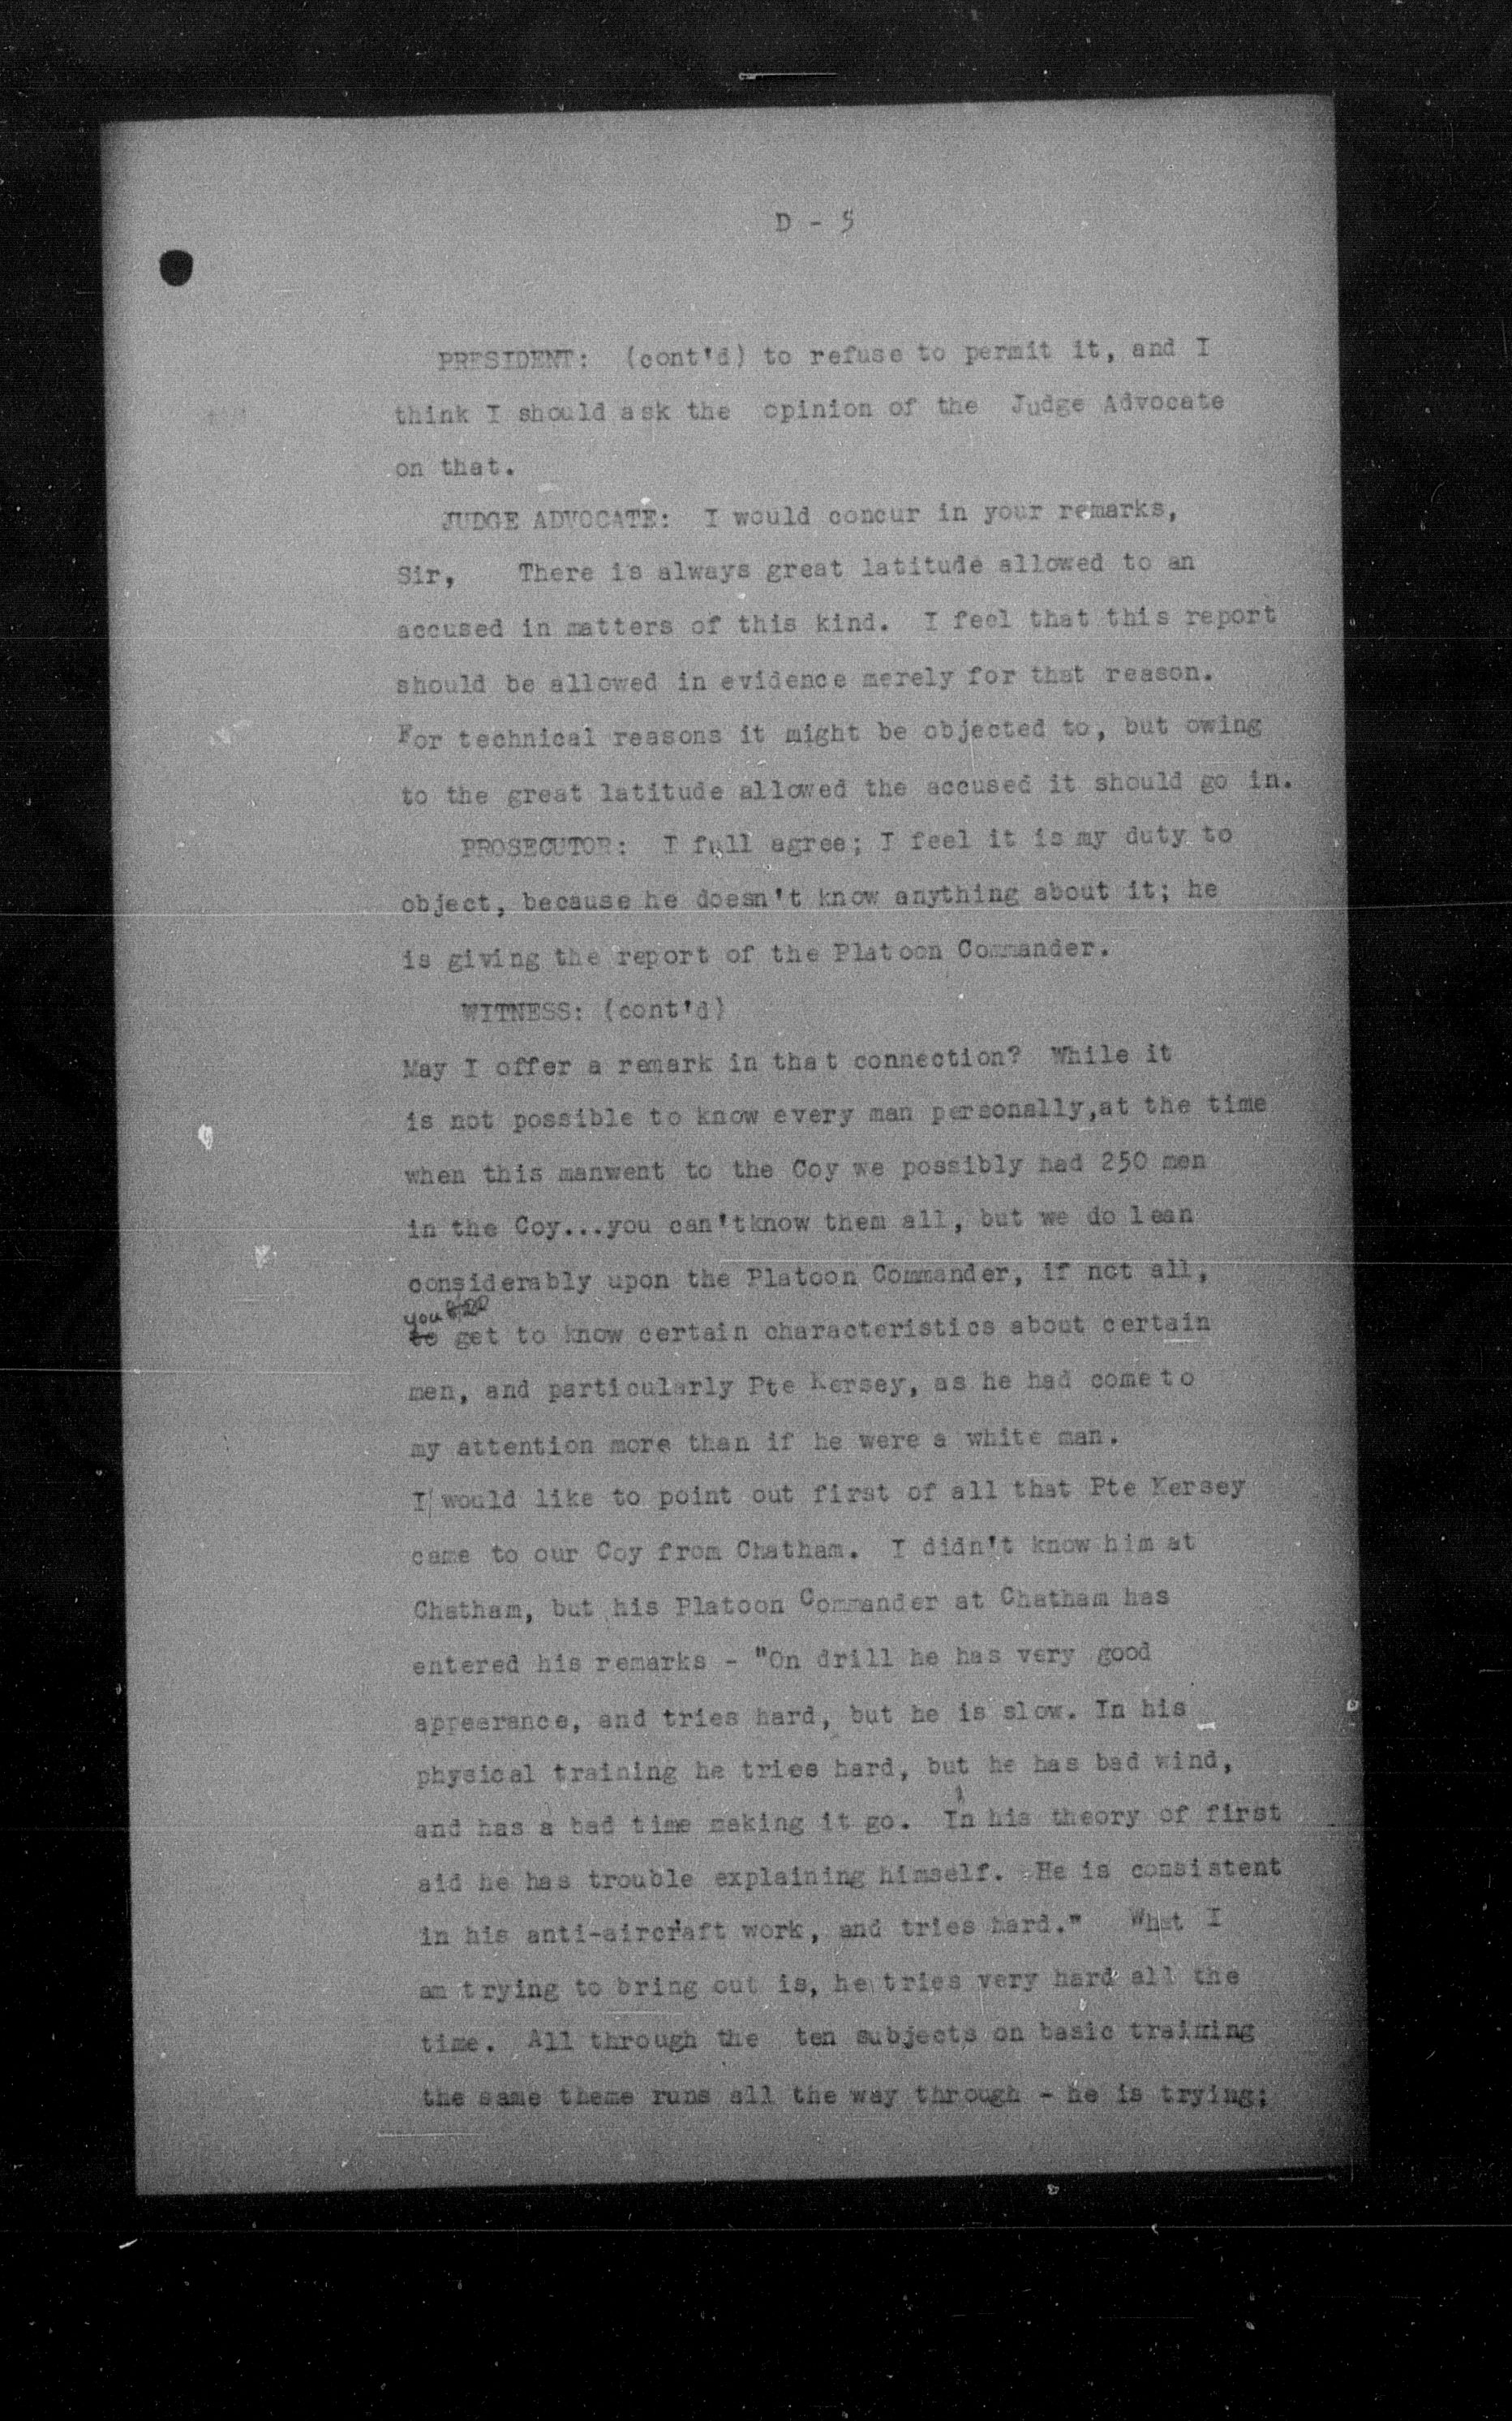 D - 5
PRESIDENT: (cont'd) to refuse to permit it, and I
think I should ask the opinion of the Judge Advocate
on that.
JUDGE ADVOCATE: I would concur in your remarks,
Sir, There is always great latitude allowed to an
accused in matters of this kind. I feel that this report
should be allowed in evidence merely for that reason.
For technical reasons it might be objected to, but owing
to the great latitude allowed the accused it should go in.
PROSECUTOR: I full agree; I feel it is my duty to
object, because he doesn't know anything about it; he
is giving the report of the Platoon Commander.
WITNESS: (cont'd)
May I offer a remark in that connection? While it
is not possible to know every man personally,at the time
when this manwent to the Coy we possibly had 250 men
in the Coy...you can'tknow them all, but we do lean
considerably upon the Platoon Commander, if not all,
you
to get to know certain characteristics about certain
men, and particularly Pte Kersey, as he had come to
my attention more than if he were a white man.
I would like to point out first of all that Pte Kersey
came to our Coy from Chatham. I didn't know him at
Chatham, but his Platoon Commander at Chatham has
entered his remarks - "On drill he has very good
appearance, and tries hard, but he is slow. In his
physical training he tries hard, but he has bad wind,
and has a bad time making it go. In his theory of first
aid he has trouble explaining himself. He is consistent
in his anti-aircraft work, and tries hard." What I
am trying to bring out is, he tries very hard all the
time. All through the ten subjects on basic training
the same theme runs all the way through - he is trying;